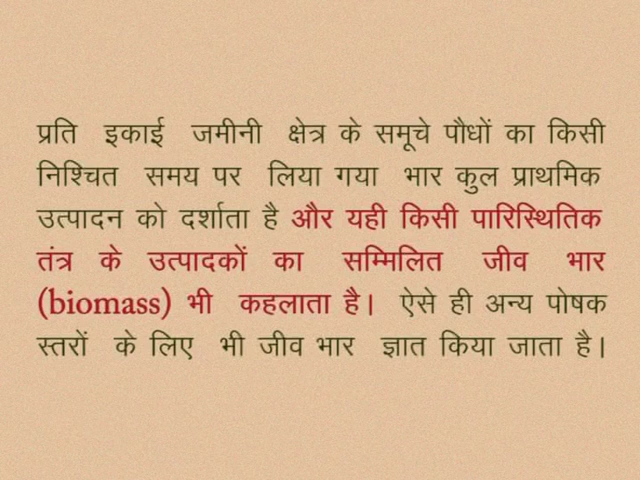 प्रति इकाई जमीनी क्षेत्र के समूचे पौधों का किसी
निश्चित समय पर लिया गया भार कुल प्राथमिक
उत्पादन को दर्शाता है और यही किसी पारिस्थितिक
तंत्र के उत्पादकों का सम्मिलित जीव भार
(biomass) भी कहलाता है। ऐसे ही अन्य पोषक
स्तरों के लिए भी जीव भार ज्ञात किया जाता है।